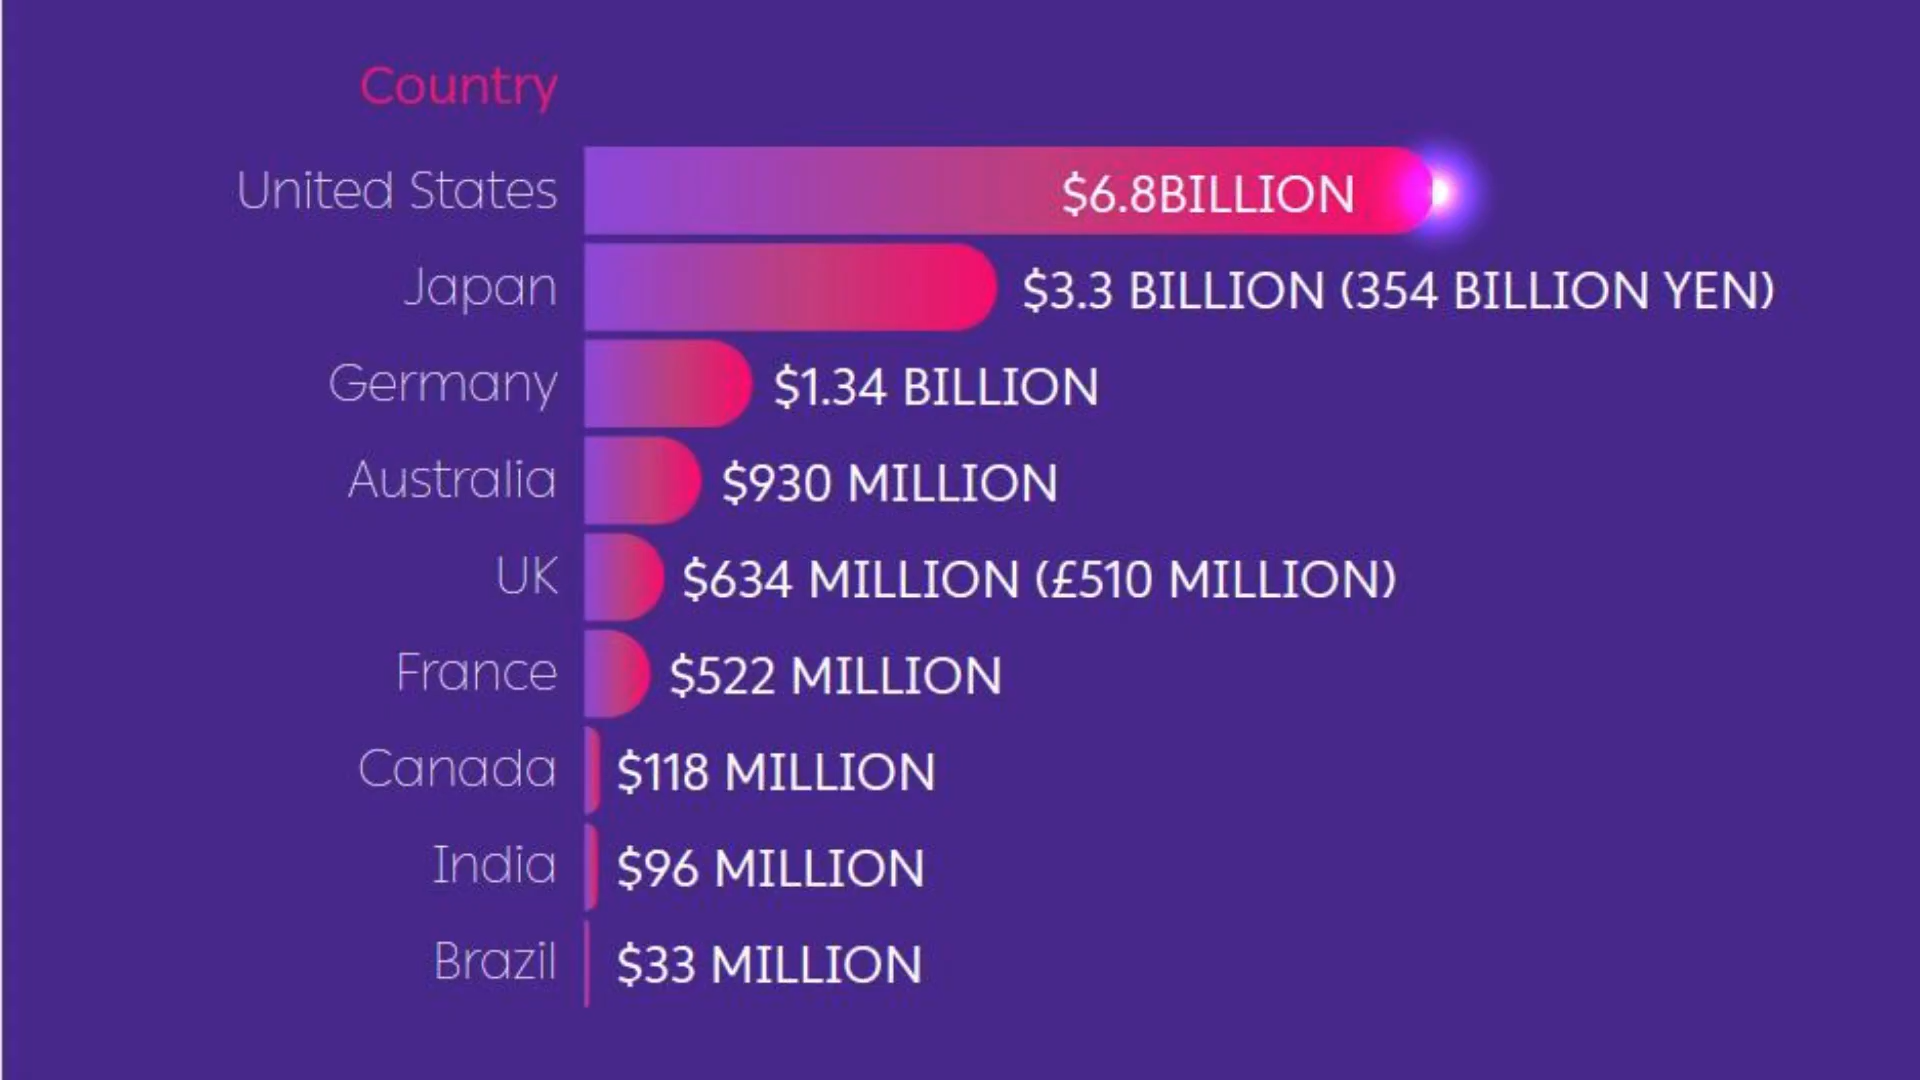 Country
United States $6.8BILLION
Japan $3.3 BILLION (354 BILLION YEN)
Germany $1.34 BILLION
Australia $930 MILLION
UK $634 MILLION (£510 MILLION)
France $522 MILLION
Canada $118 MILLION
India $96 MILLION
Brazil $33 MILLION